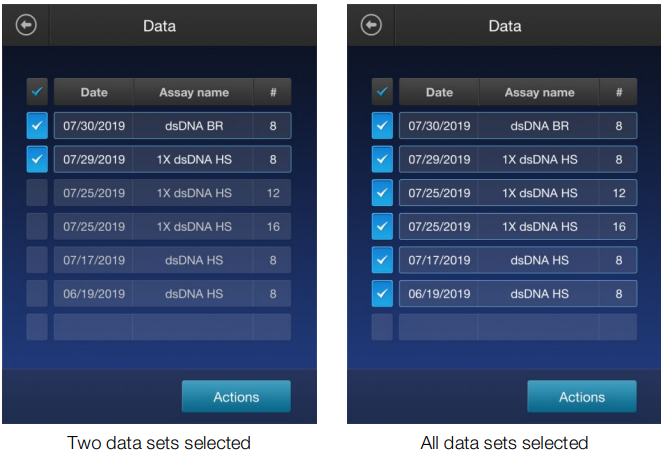 Data
Date Assay name #
07/30/2019 dsDNA BR 8
07/29/2019 1X dsDNA HS 8
07/25/2019 1X dsDNA HS 12
07/25/2019 1X dsDNA HS 16
07/17/2019 dsDNA HS 8
06/19/2019 dsDNA HS 8
Actions
Two data sets selected
Data
Date Assay name #
07/30/2019 dsDNA BR 8
07/29/2019 1X dsDNA HS 8
07/25/2019 1X dsDNA HS 12
07/25/2019 1X dsDNA HS 16
07/17/2019 dsDNA HS 8
06/19/2019 dsDNA HS 8
Actions
All data sets selected